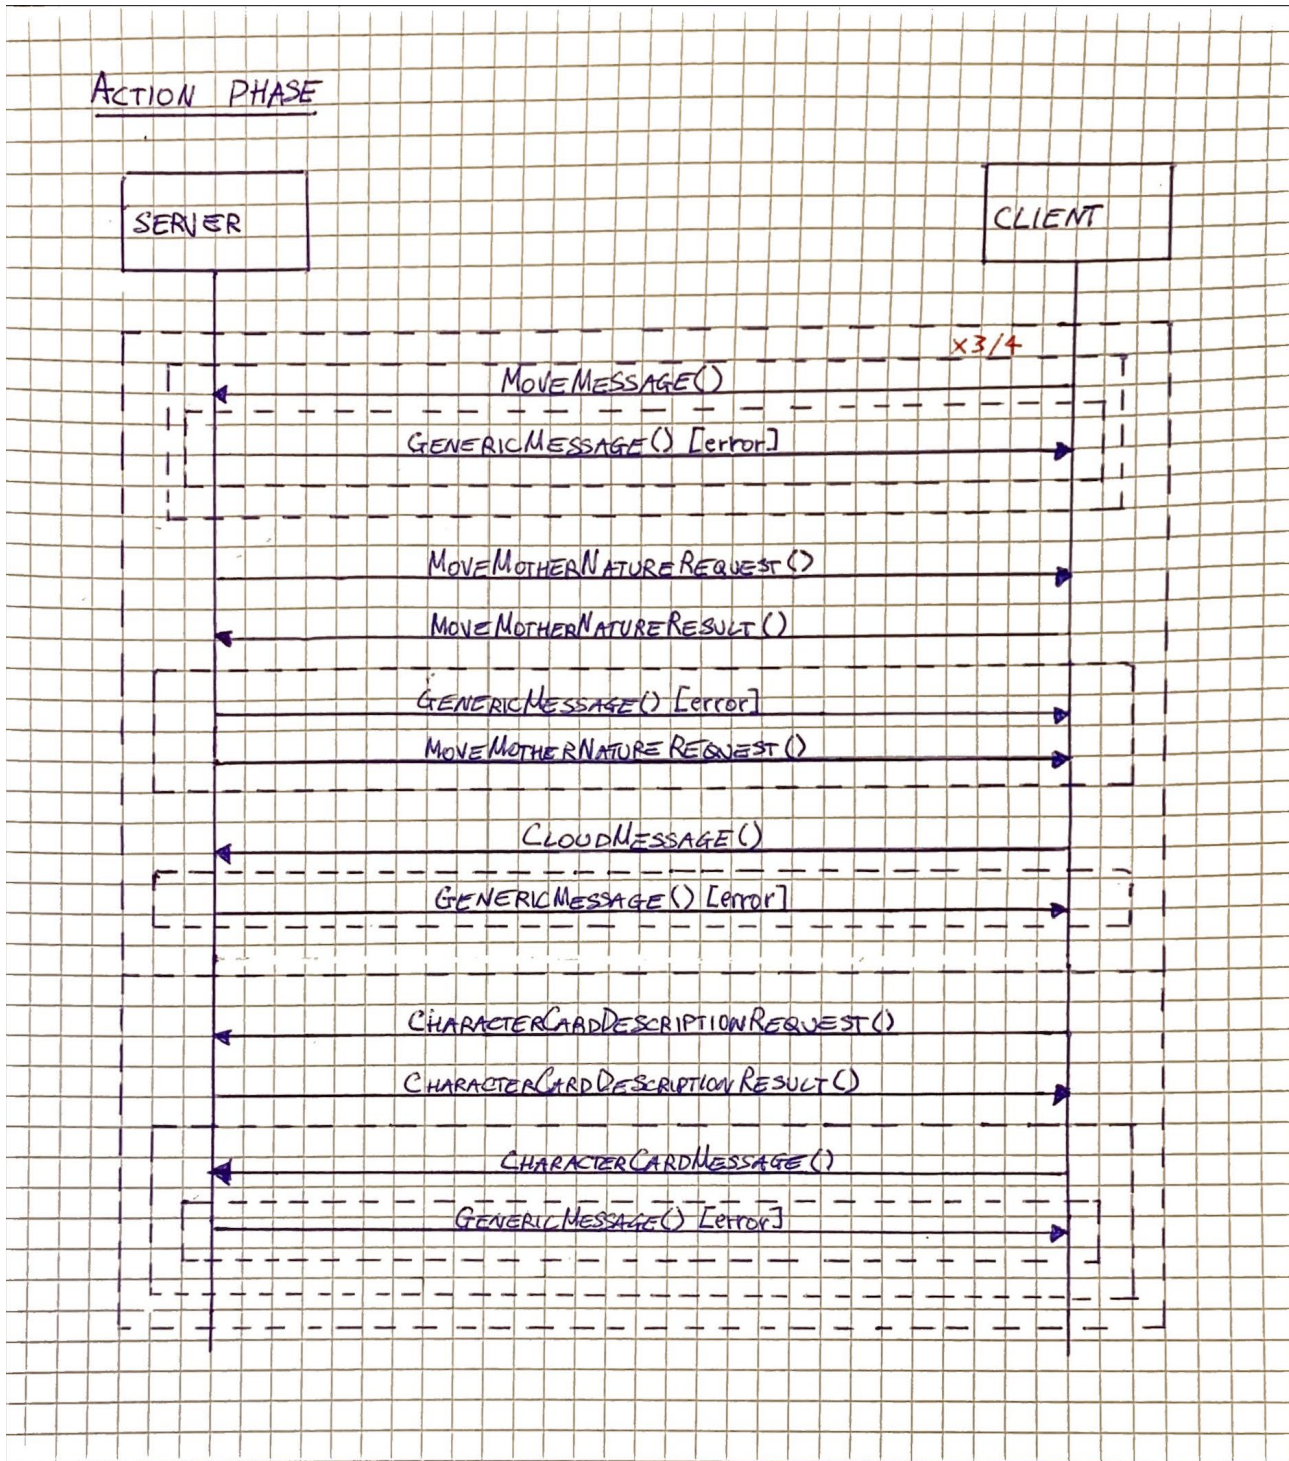 ACTION PHASE
SERVER
CLIENT
x3/4
MOVEMESSAGE()
GENERICMESSAGE() [error]
MOVEMOTHERNATUREREQUEST()
MOVEMOTHERNATURERESULT()
GENERICMESSAGE() [error]
MOVEMOTHERNATUREREQUEST()
CLOUDMESSAGE()
GENERICMESSAGE() [error]
CHARACTERCARDDESCRIPTIONREQUEST()
CHARACTERCARDDESCRIPTIONRESULT()
CHARACTERCARDMESSAGE()
GENERICMESSAGE() [error]